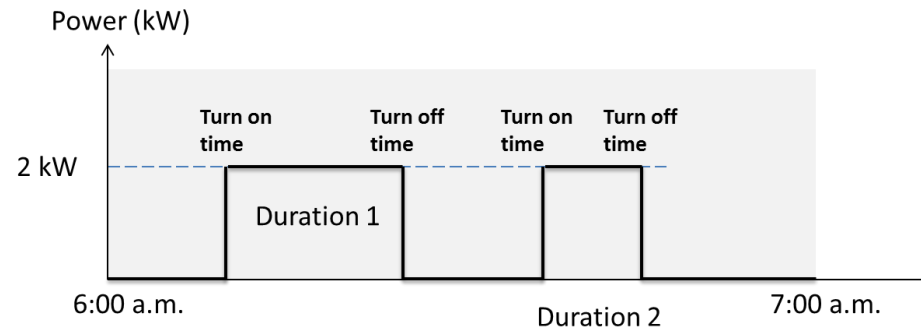 Power (kW)
Turn on
time
Turn off
time
Turn on
time
Turn off
time
2 kW
Duration 1
6:00 a.m.
7:00 a.m.
Duration 2